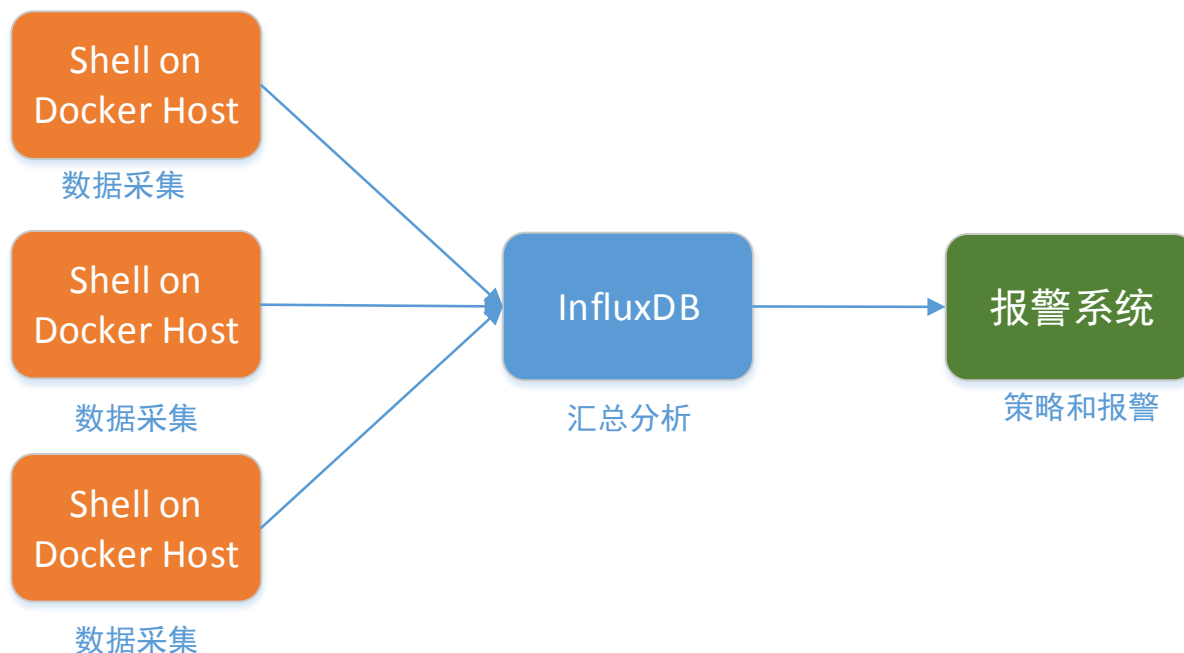 Shell on
Docker Host
数据采集
Shell on
Docker Host
数据采集
Shell on
Docker Host
数据采集
InfluxDB
汇总分析
报警系统
策略和报警